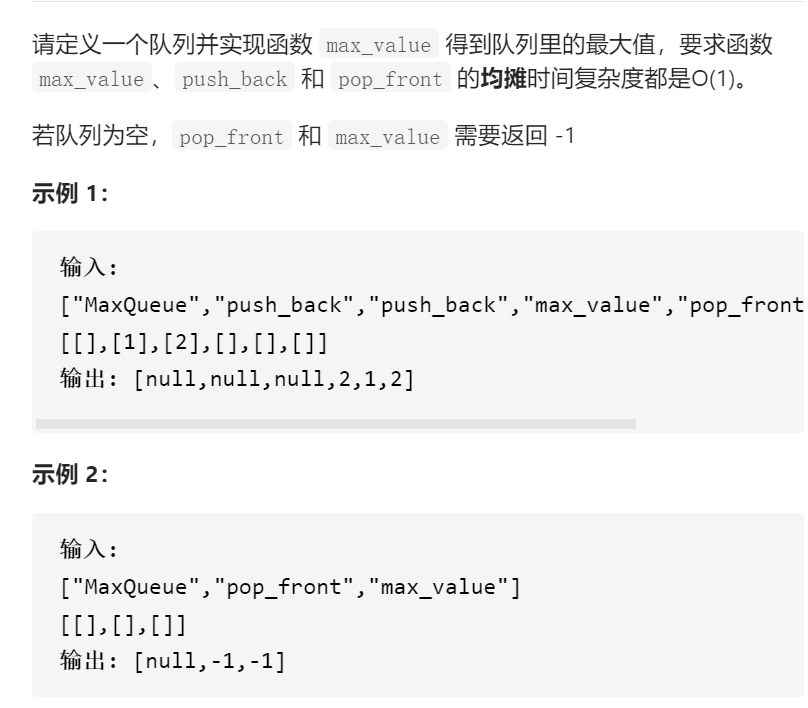 请定义一个队列并实现函数 max_value 得到队列里的最大值，要求函数
max_value、push_back 和 pop_front 的均摊时间复杂度都是O(1)。
若队列为空，pop_front 和 max_value 需要返回 -1
示例 1：
输入:
["MaxQueue","push_back","push_back","max_value","pop_front
[[],[1],[2],[],[],[]]
输出: [null,null,null,2,1,2]
示例 2：
输入:
["MaxQueue","pop_front","max_value"]
[[],[],[]]
输出: [null,-1,-1]